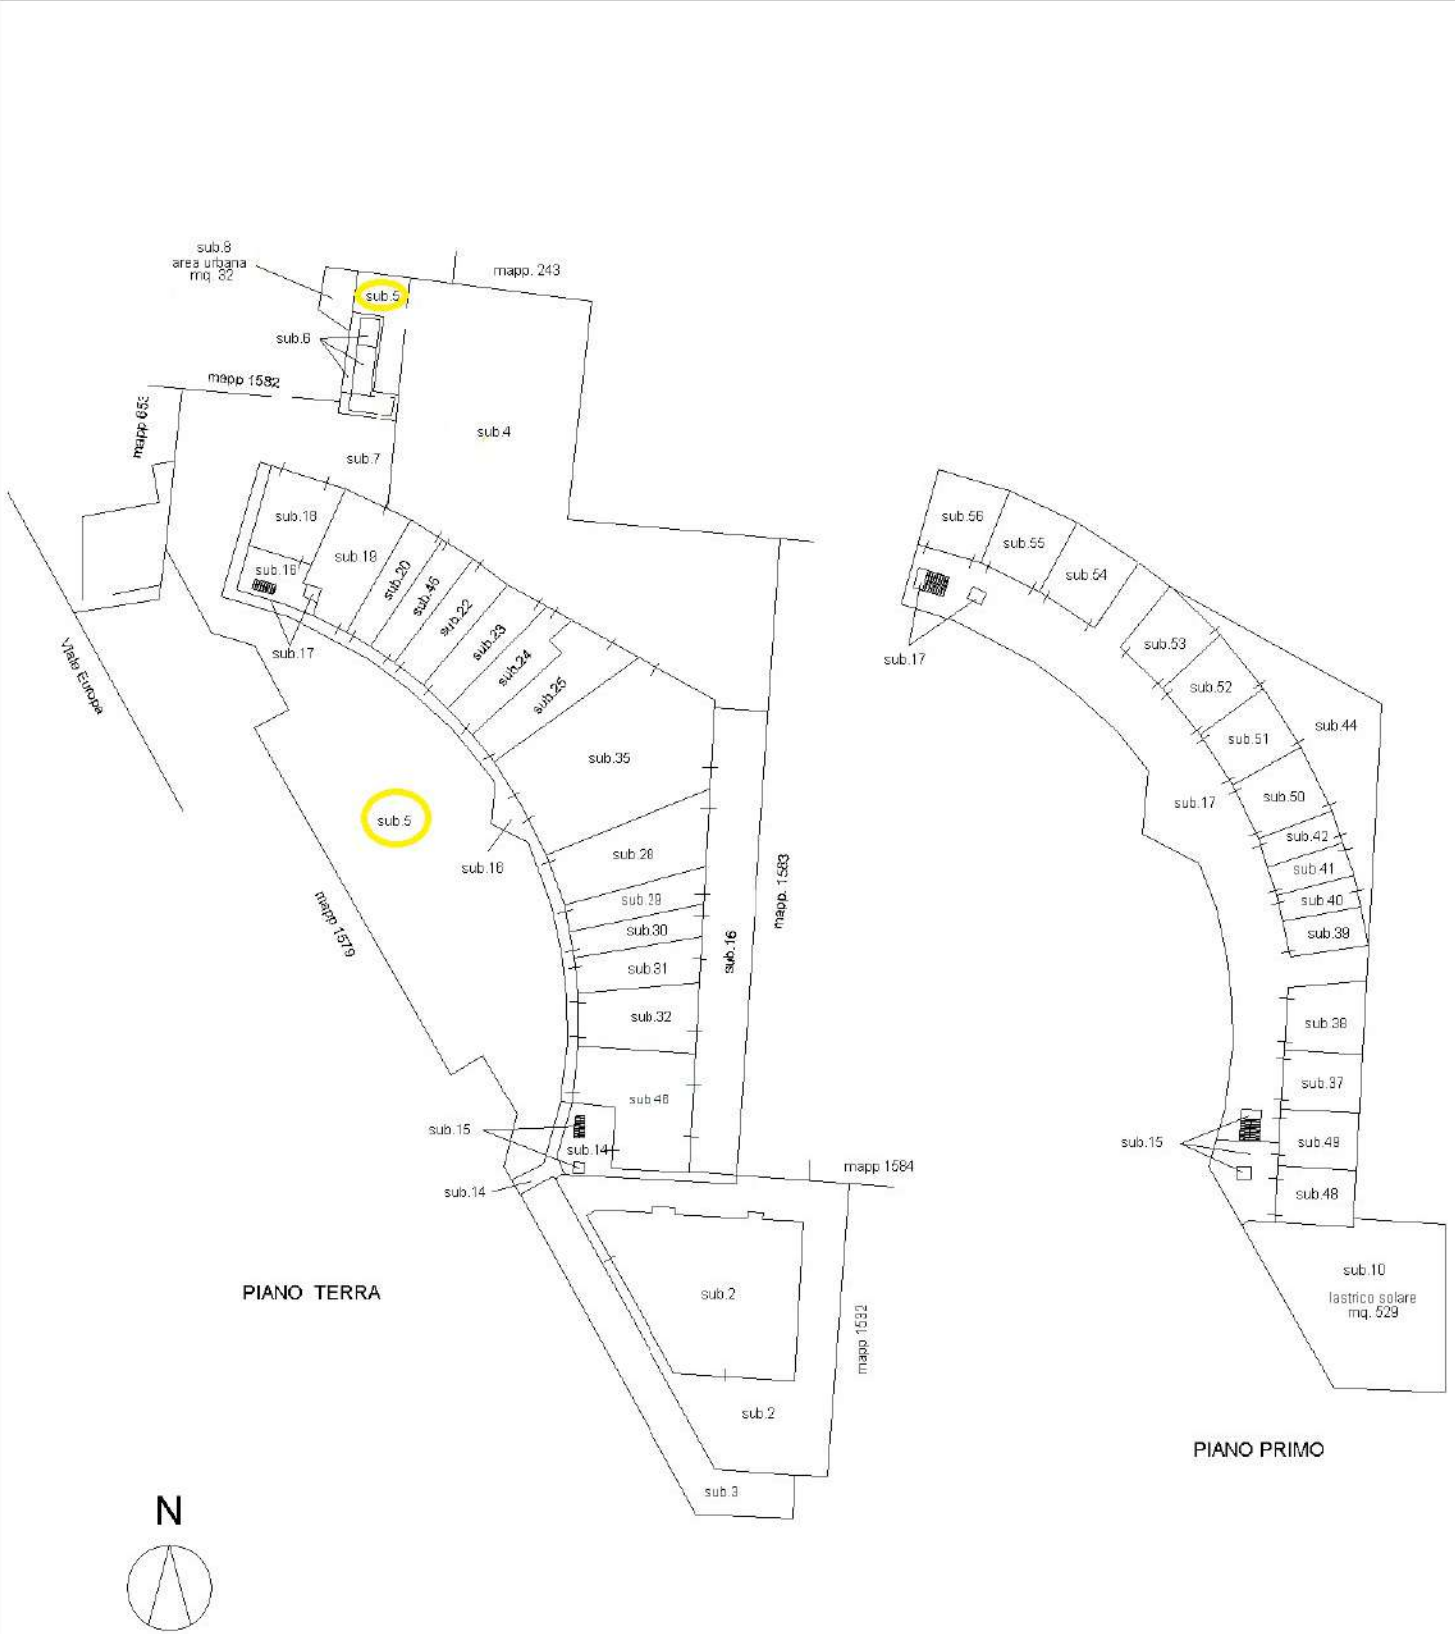 sub.8
area urbana
mq 32
mapp. 243
sub.5
sub.6
mapp 1582
mapp 653
sub.4
sub.7
sub.18
sub.19
sub.16
sub.20
sub.45
sub.22
sub.23
sub.24
sub.25
sub.17
Viale Europa
sub.35
sub.5
sub.16
sub.28
sub.29
sub.30
sub.31
sub.32
sub.16
mapp. 1583
mapp 1579
sub.46
sub.15
sub.14
sub.14
mapp 1584
sub.2
mapp 1532
sub.2
sub.3
PIANO TERRA
sub.56
sub.55
sub.54
sub.17
sub.53
sub.52
sub.51
sub.44
sub.50
sub.17
sub.42
sub.41
sub.40
sub.39
sub.38
sub.37
sub.15
sub.49
sub.48
sub.10
lastrico solare
mq. 529
PIANO PRIMO
N